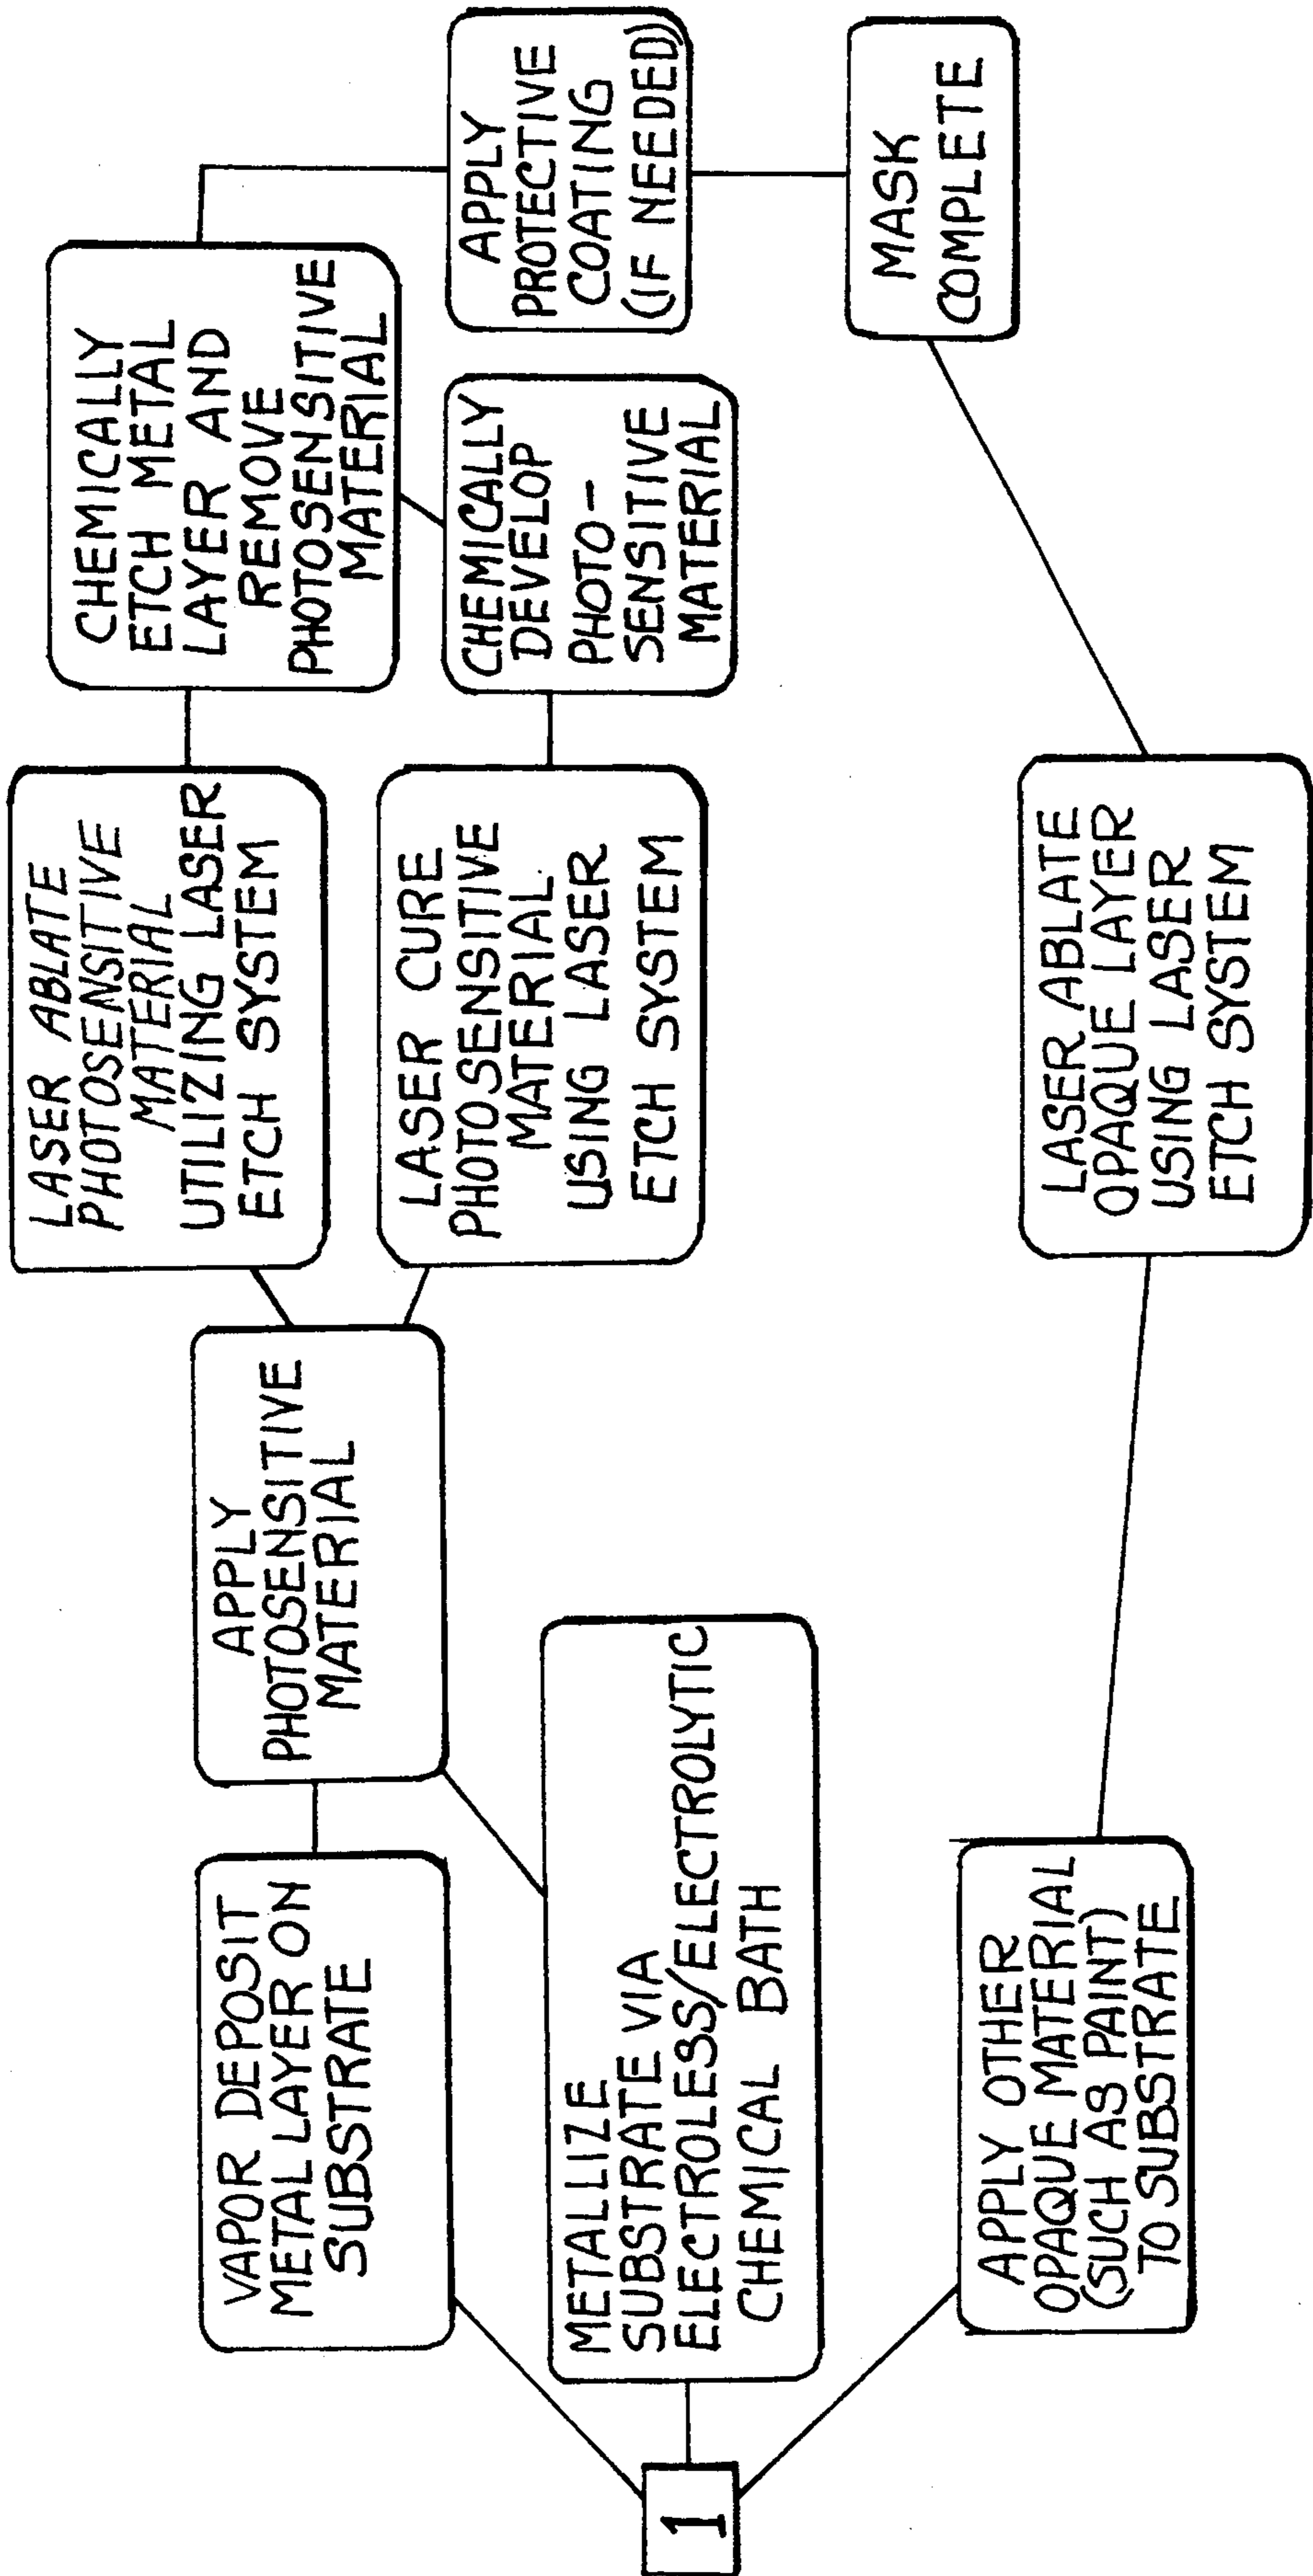 1
VAPOR DEPOSIT
METAL LAYER ON
SUBSTRATE
METALLIZE
SUBSTRATE VIA
ELECTROLESS/ELECTROLYTIC
CHEMICAL BATH
APPLY OTHER
OPAQUE MATERIAL
(SUCH AS PAINT)
TO SUBSTRATE
APPLY
PHOTOSENSITIVE
MATERIAL
LASER ABLATE
PHOTOSENSITIVE
MATERIAL
UTILIZING LASER
ETCH SYSTEM
LASER CURE
PHOTOSENSITIVE
MATERIAL
USING LASER
ETCH SYSTEM
LASER ABLATE
OPAQUE LAYER
USING LASER
ETCH SYSTEM
CHEMICALLY
ETCH METAL
LAYER AND
REMOVE
PHOTOSENSITIVE
MATERIAL
CHEMICALLY
DEVELOP
PHOTO-
SENSITIVE
MATERIAL
APPLY
PROTECTIVE
COATING
(IF NEEDED)
MASK
COMPLETE